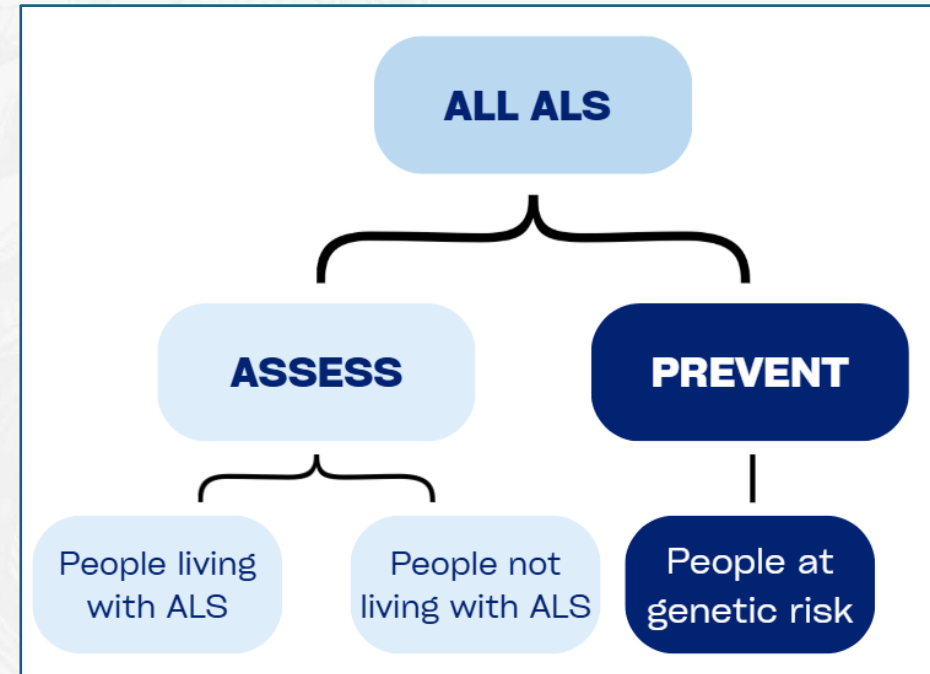 ALL ALS
ASSESS
PREVENT
People living
with ALS
People not
living with ALS
People at
genetic risk